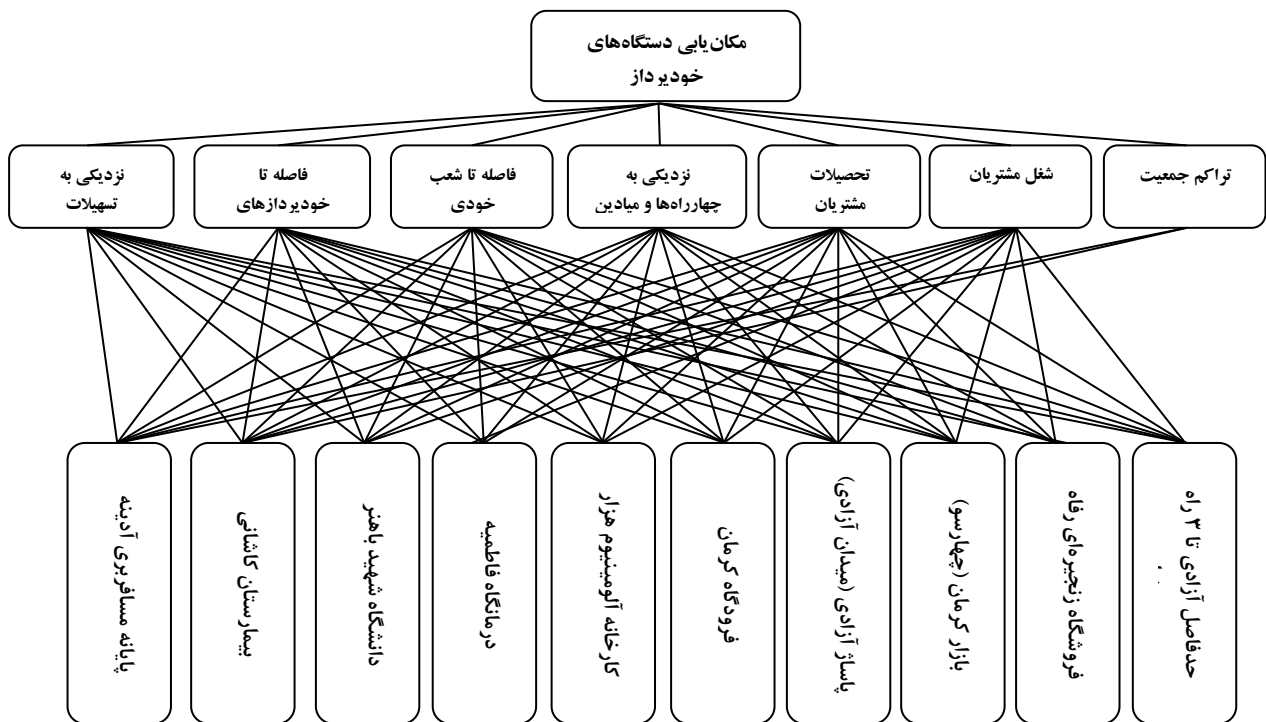 مکان‌یابی دستگاه‌های
خودپرداز
تراکم جمعیت
شغل مشتریان
تحصیلات
مشتریان
نزدیکی به
چهارراه‌ها و میادین
فاصله تا شعب
خودی
فاصله تا
خودپردازهای
نزدیکی به
تسهیلات
حدفاصل آزادی تا ۳ راه
فروشگاه زنجیره‌ای رفاه
بازار کرمان (چهارسو)
پاساژ آزادی (میدان آزادی)
فرودگاه کرمان
کارخانه آلومینیوم هزار
درمانگاه فاطمیه
دانشگاه شهید باهنر
بیمارستان کاشانی
پایانه مسافربری آدینه